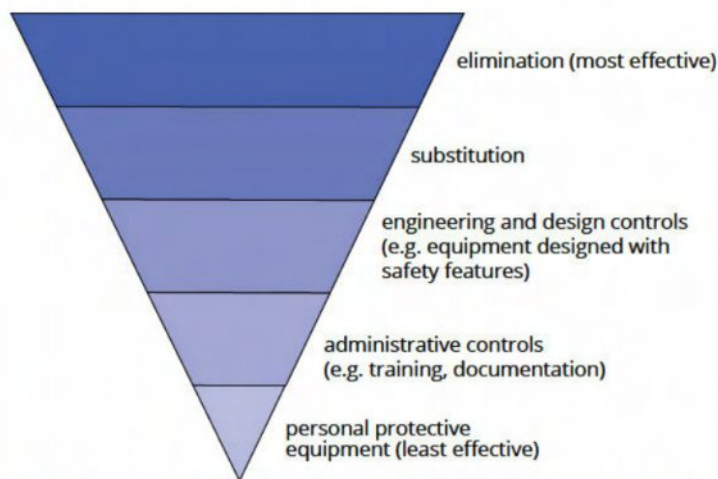 elimination (most effective)
substitution
engineering and design controls
(e.g. equipment designed with
safety features)
administrative controls
(e.g. training, documentation)
personal protective
equipment (least effective)